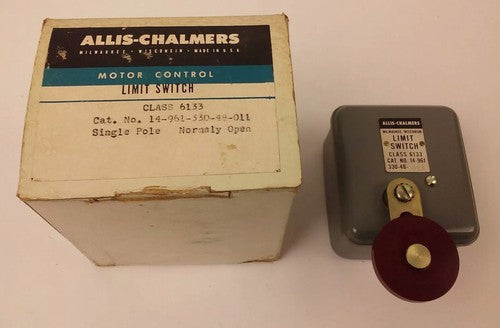 ALLIS-CHALMERS
MILWAUKEE • WISCONSIN • MADE IN U.S.A.
MOTOR CONTROL
LIMIT SWITCH
CLASS 6133
Cat. No. 14-961-330-48-011
Single Pole Normaly Open
ALLIS-CHALMERS
MILWAUKEE, WISCONSIN
LIMIT
SWITCH
CLASS 6133
CAT. NO. 14-961
330-48-